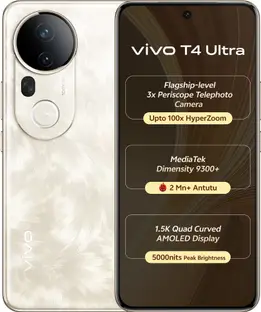 vivo T4 Ultra
Flagship-level
3x Periscope Telephoto
Camera
Upto 100x HyperZoom
MediaTek
Dimensity 9300+
2 Mn+ Antutu
1.5K Quad Curved
AMOLED Display
5000nits Peak Brightness
vivo